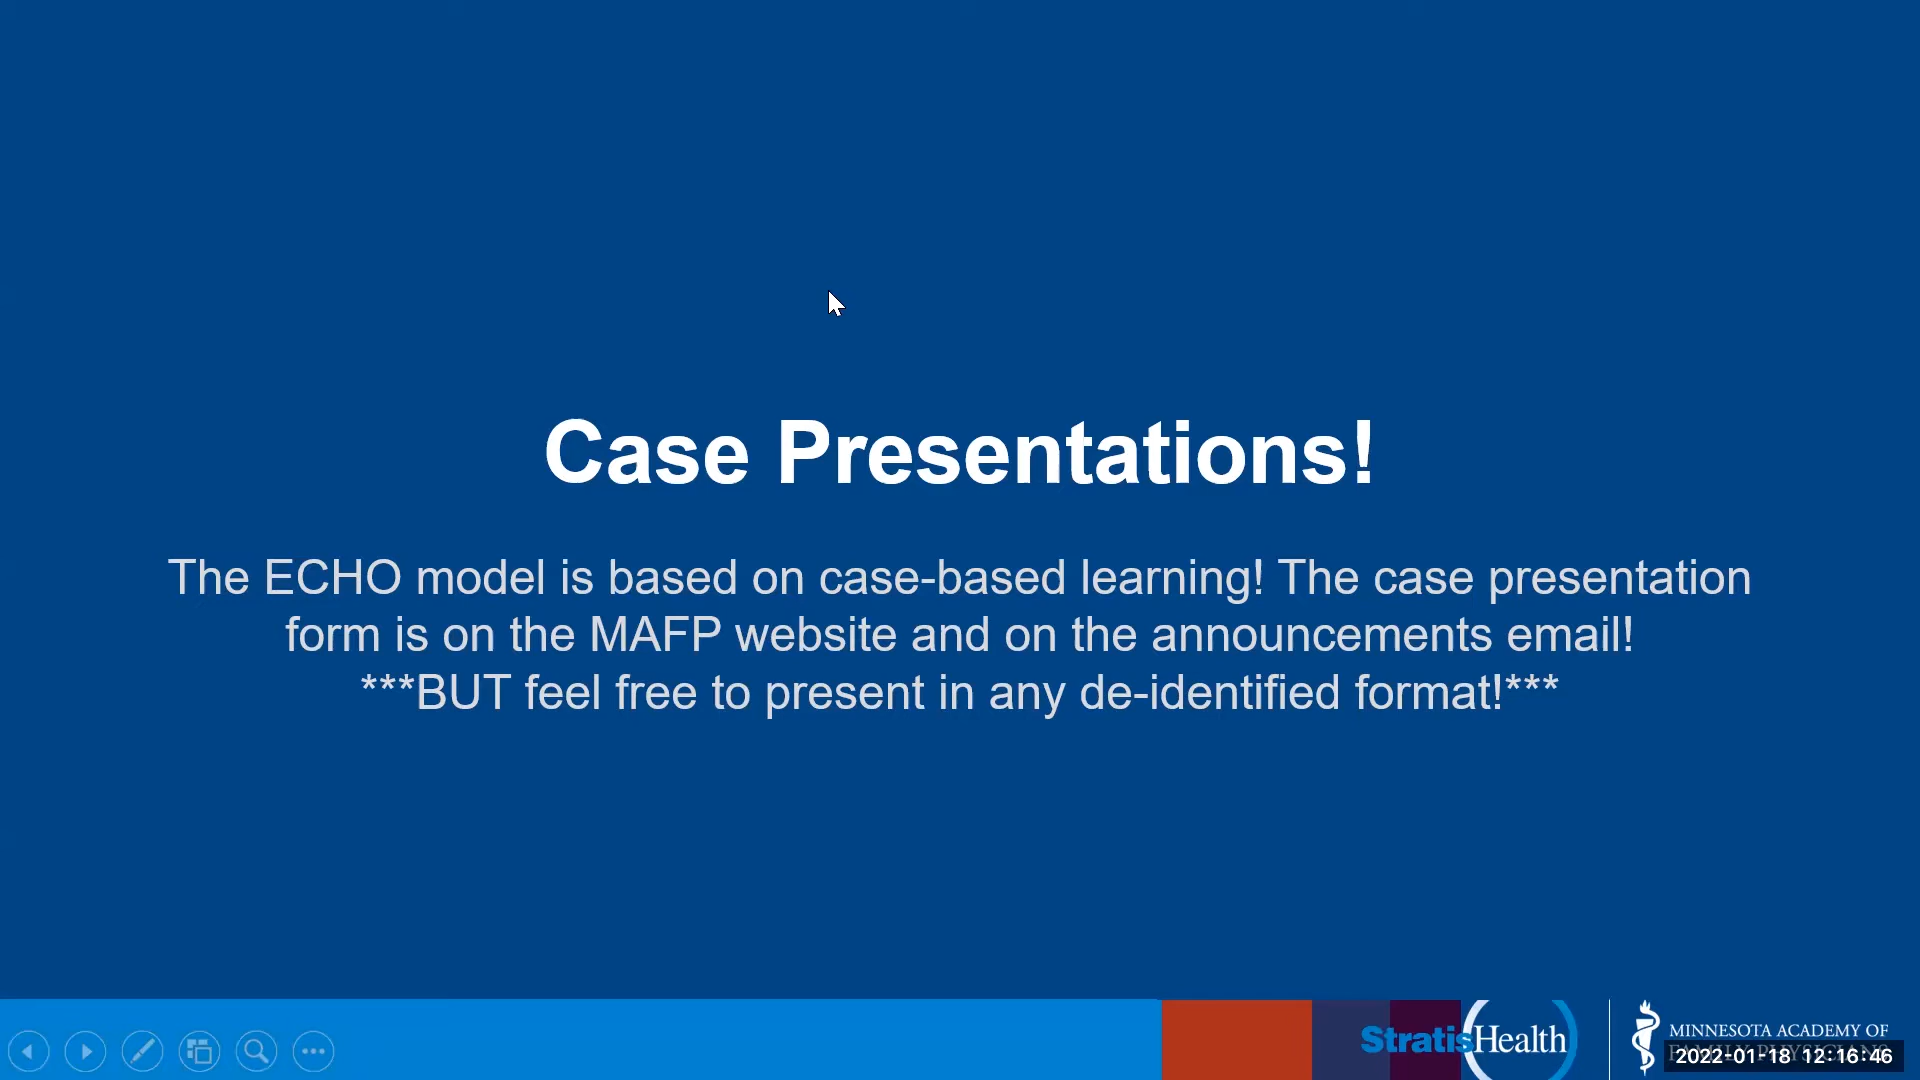 Case Presentations!
The ECHO model is based on case-based learning! The case presentation
form is on the MAFP website and on the announcements email!
***BUT feel free to present in any de-identified format!***
StratisHealth
MINNESOTA ACADEMY OF
FAMILY PHYSICIANS
2022-01-18 12:16:46